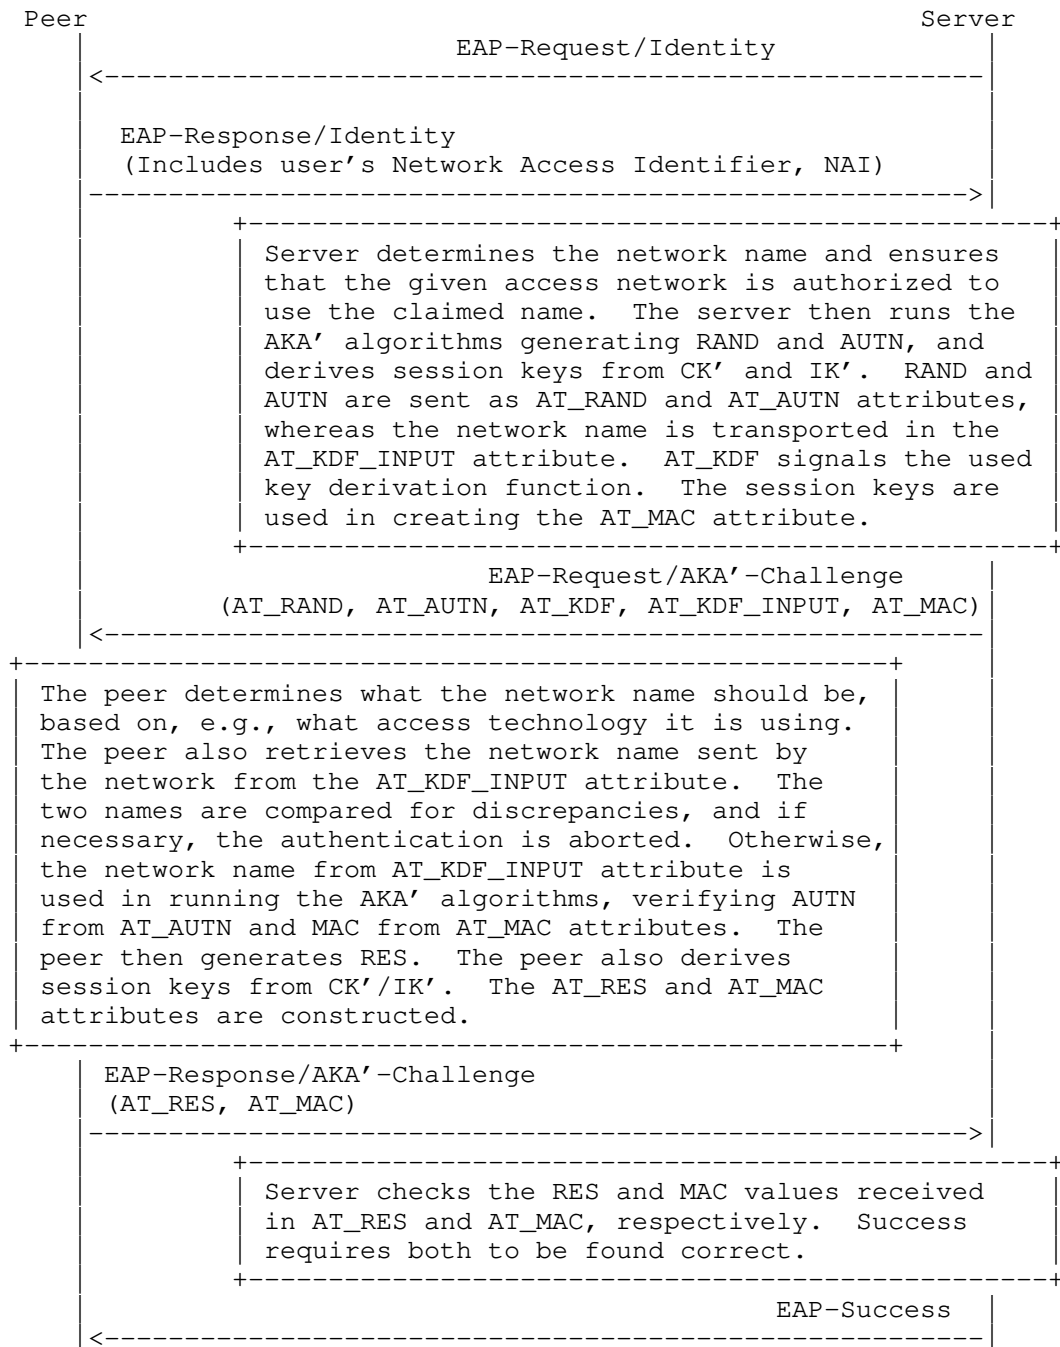 Peer Server
EAP-Request/Identity
EAP-Response/Identity
(Includes user's Network Access Identifier, NAI)
Server determines the network name and ensures
that the given access network is authorized to
use the claimed name. The server then runs the
AKA' algorithms generating RAND and AUTN, and
derives session keys from CK' and IK'. RAND and
AUTN are sent as AT_RAND and AT_AUTN attributes,
whereas the network name is transported in the
AT_KDF_INPUT attribute. AT_KDF signals the used
key derivation function. The session keys are
used in creating the AT_MAC attribute.
EAP-Request/AKA'-Challenge
(AT_RAND, AT_AUTN, AT_KDF, AT_KDF_INPUT, AT_MAC)
The peer determines what the network name should be,
based on, e.g., what access technology it is using.
The peer also retrieves the network name sent by
the network from the AT_KDF_INPUT attribute. The
two names are compared for discrepancies, and if
necessary, the authentication is aborted. Otherwise,
the network name from AT_KDF_INPUT attribute is
used in running the AKA' algorithms, verifying AUTN
from AT_AUTN and MAC from AT_MAC attributes. The
peer then generates RES. The peer also derives
session keys from CK'/IK'. The AT_RES and AT_MAC
attributes are constructed.
EAP-Response/AKA'-Challenge
(AT_RES, AT_MAC)
Server checks the RES and MAC values received
in AT_RES and AT_MAC, respectively. Success
requires both to be found correct.
EAP-Success